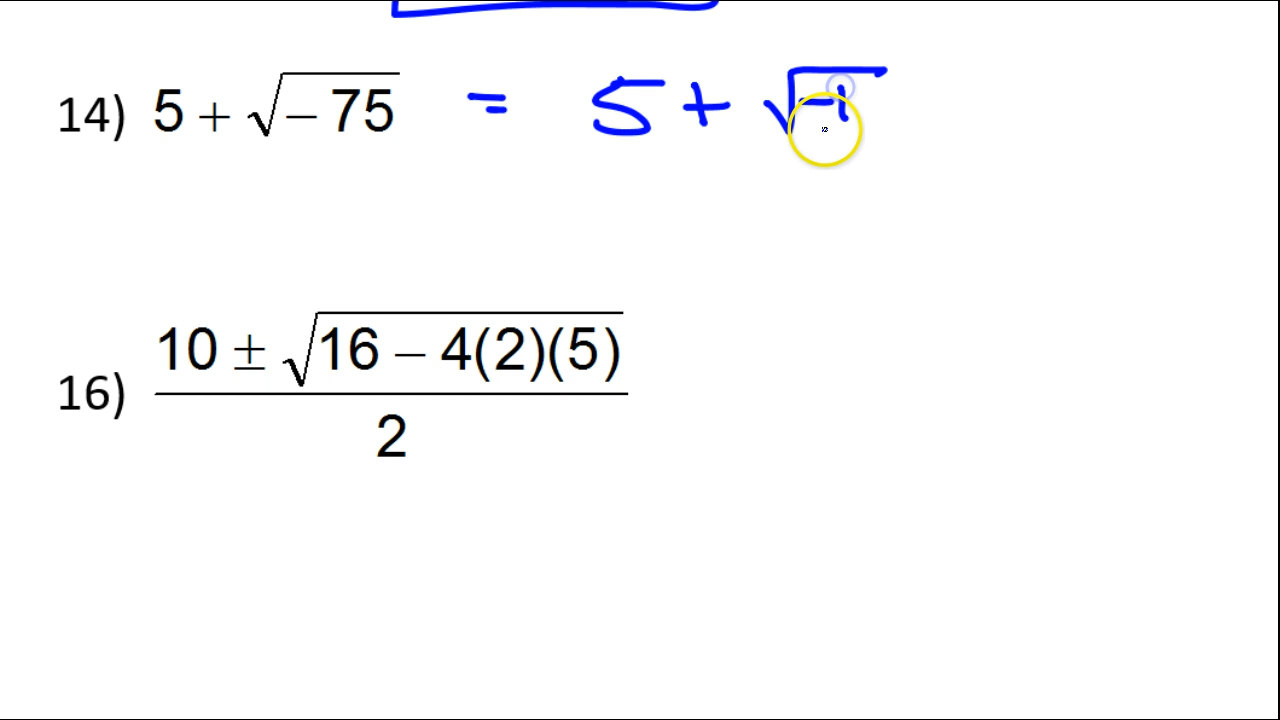 14) 5 + √-75 = 5 + √-1
16) (10 ± √16 - 4(2)(5)) / 2